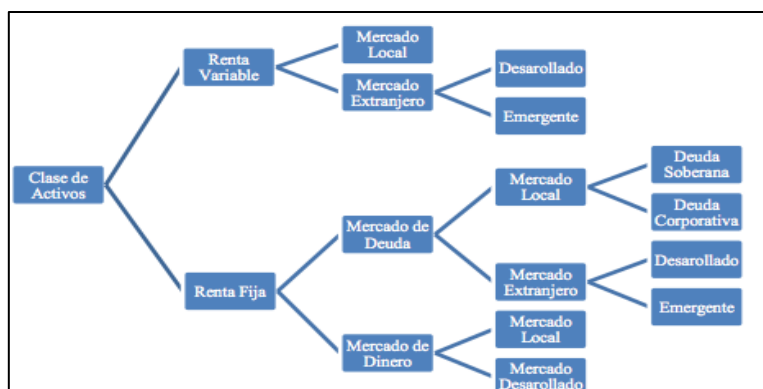 Clase de
Activos
Renta
Variable
Mercado
Local
Mercado
Extranjero
Desarollado
Emergente
Renta Fija
Mercado de
Deuda
Mercado
Local
Deuda
Soberana
Deuda
Corporativa
Mercado
Extranjero
Desarollado
Emergente
Mercado de
Dinero
Mercado
Local
Mercado
Desarollado